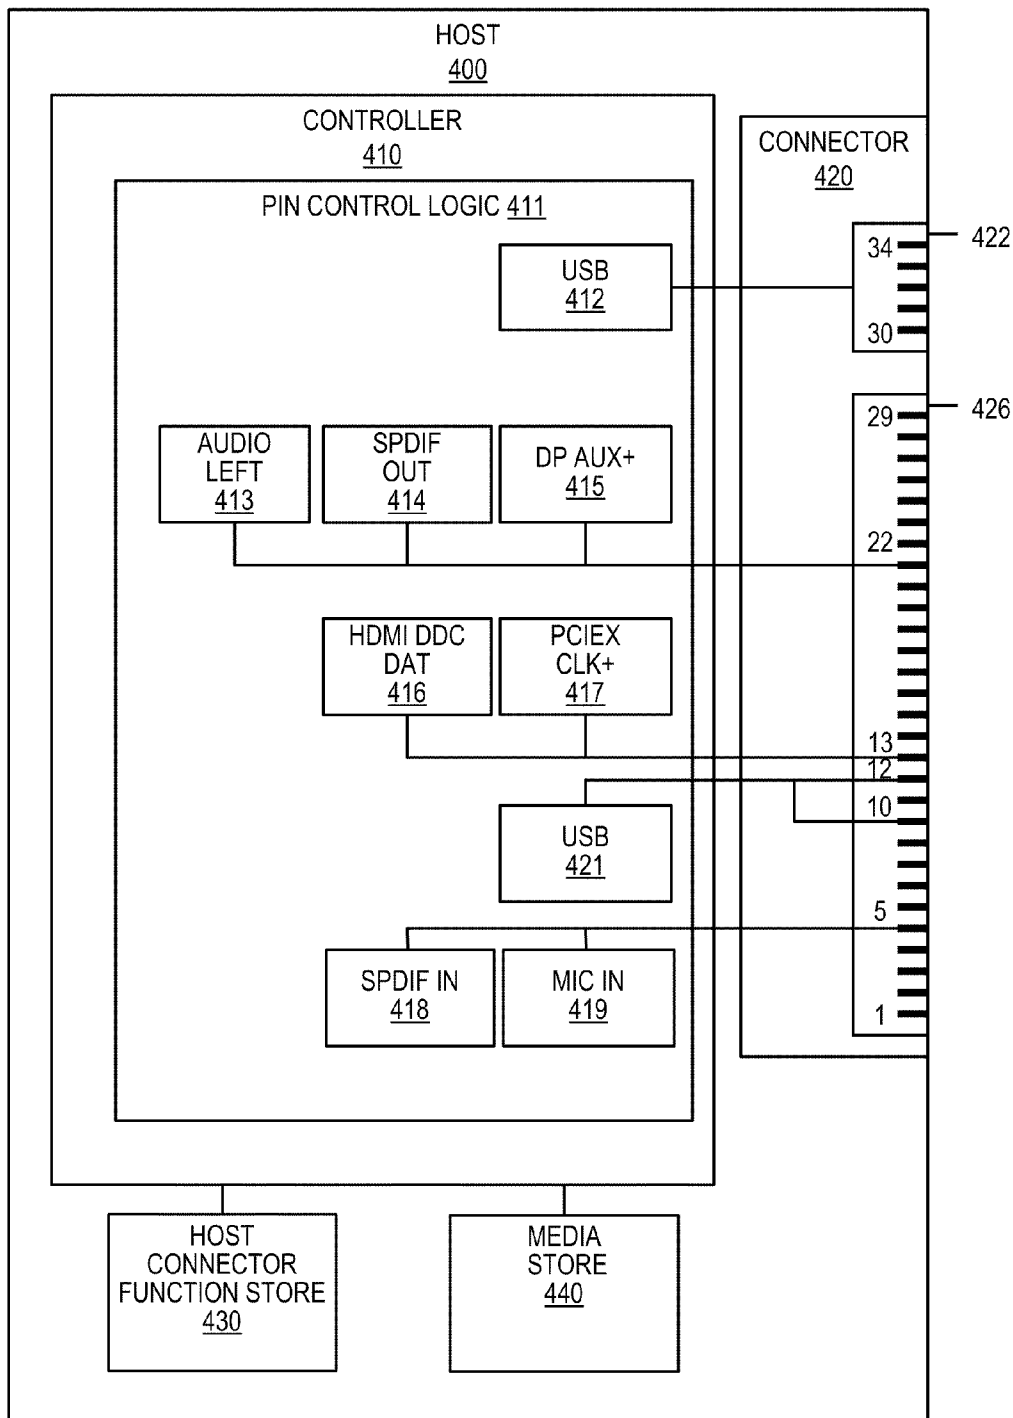 HOST
400
CONTROLLER
410
PIN CONTROL LOGIC 411
CONNECTOR
420
422
34
30
USB
412
426
29
AUDIO
LEFT
413
SPDIF
OUT
414
DP AUX+
415
22
HDMI DDC
DAT
416
PCIEX
CLK+
417
13
12
10
USB
421
5
SPDIF IN
418
MIC IN
419
1
HOST
CONNECTOR
FUNCTION STORE
430
MEDIA
STORE
440